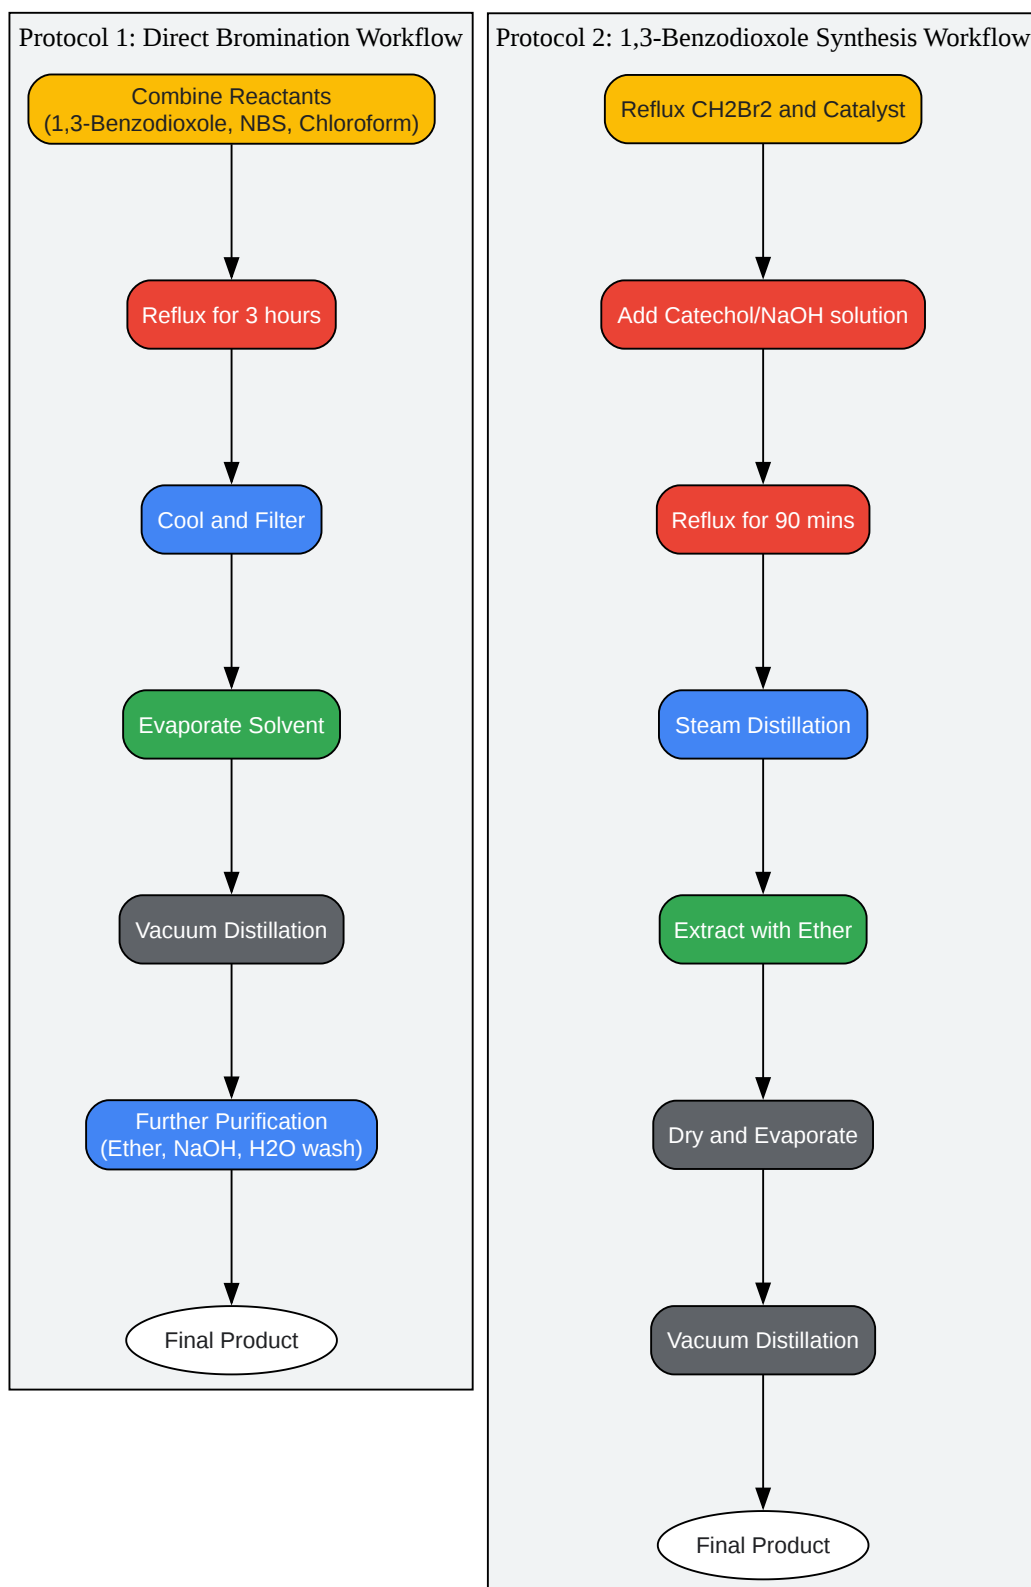 Protocol 1: Direct Bromination Workflow
Combine Reactants
(1,3-Benzodioxole, NBS, Chloroform)
Reflux for 3 hours
Cool and Filter
Evaporate Solvent
Vacuum Distillation
Further Purification
(Ether, NaOH, H2O wash)
Final Product
Protocol 2: 1,3-Benzodioxole Synthesis Workflow
Reflux CH2Br2 and Catalyst
Add Catechol/NaOH solution
Reflux for 90 mins
Steam Distillation
Extract with Ether
Dry and Evaporate
Vacuum Distillation
Final Product